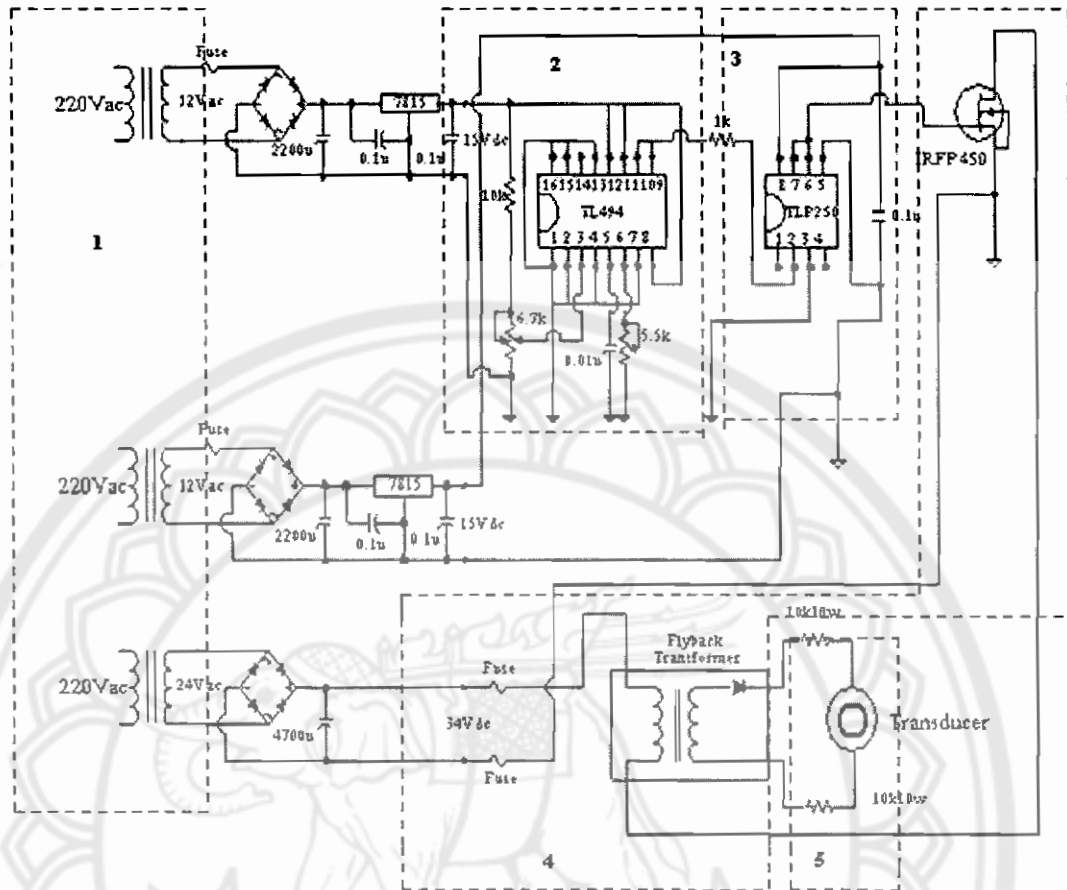 Fuse
220Vac
12Vac
2200u
0.1u
7815
0.1u
15Vdc
1
2
10k
16 15 14 13 12 11 10 9
TL494
1 2 3 4 5 6 7 8
6.7k
0.01u
5.5k
3
1k
8 7 6 5
TLP250
1 2 3 4
0.1u
IRFP450
Fuse
220Vac
12Vac
2200u
0.1u
7815
0.1u
15Vdc
220Vac
24Vac
4700u
34Vdc
Fuse
Fuse
Flyback
Trantformer
10k10w
Transducer
10k10w
4
5